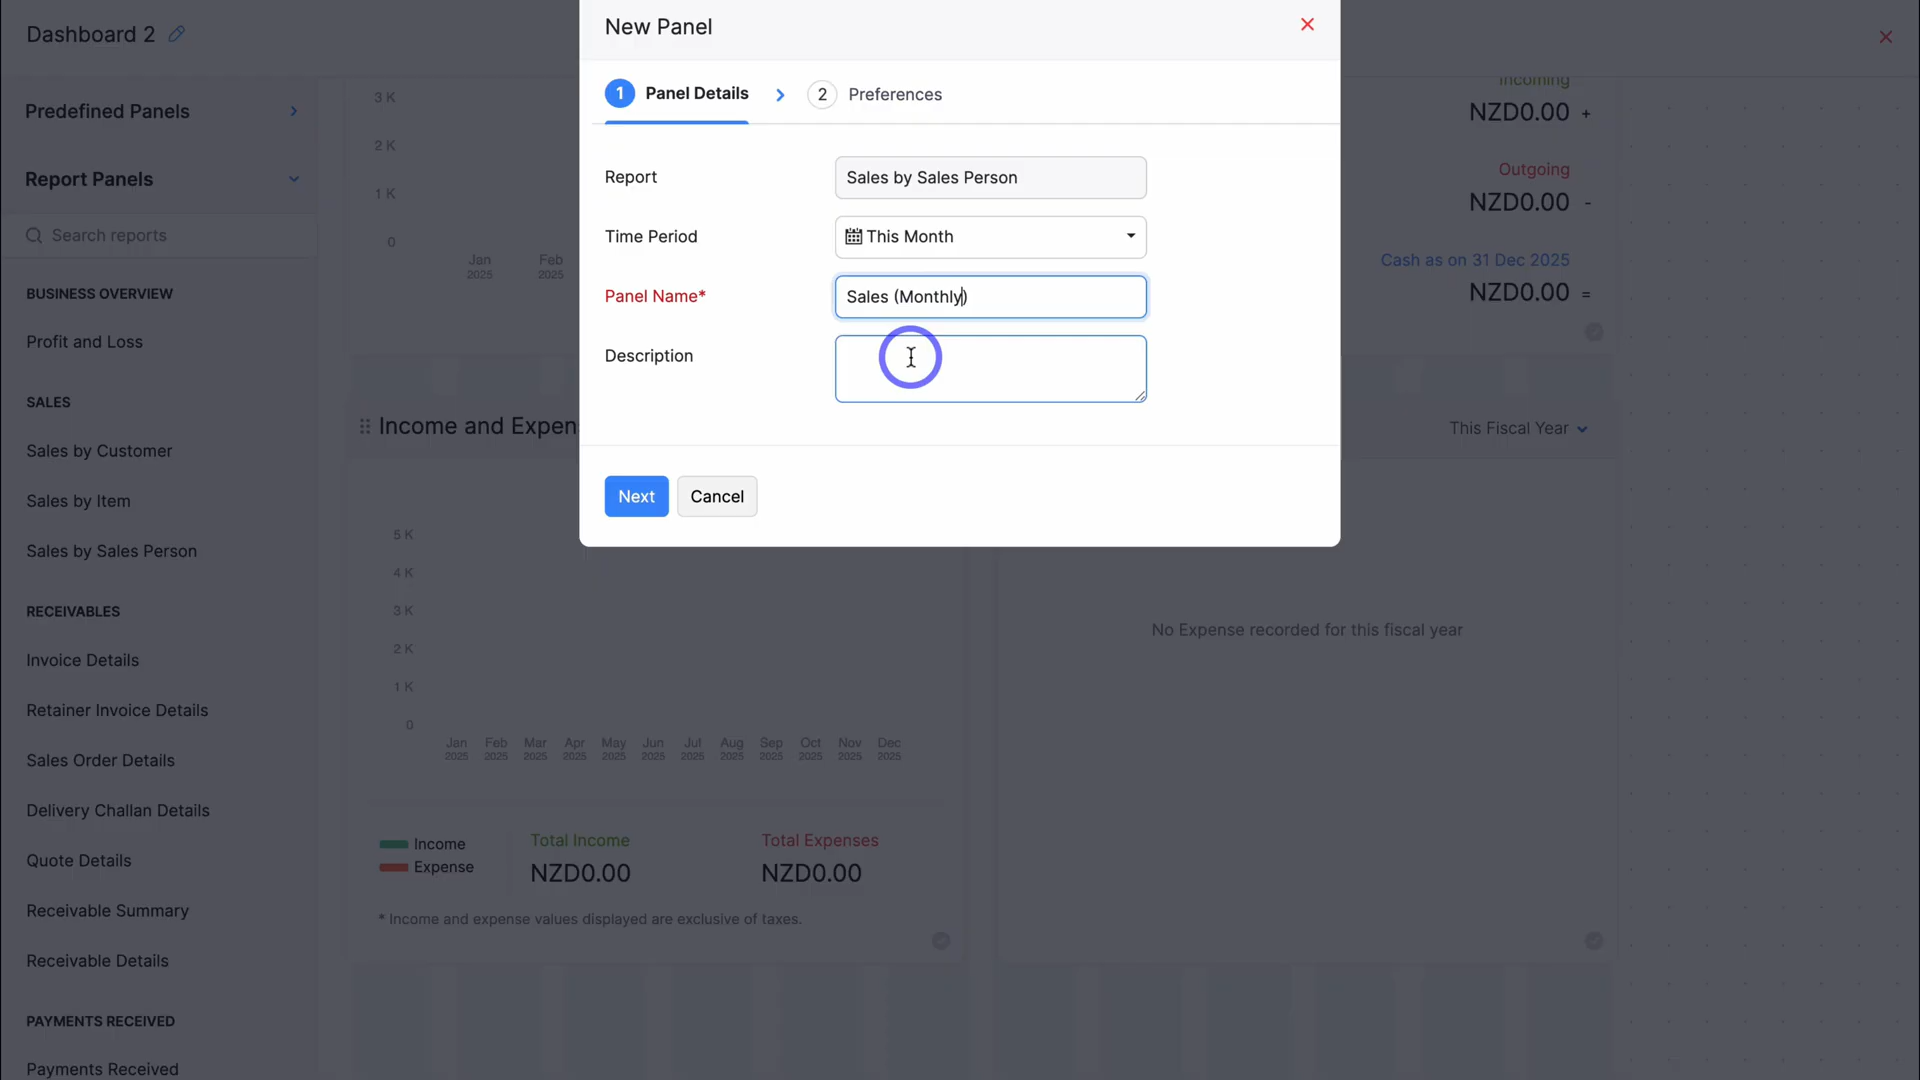 Dashboard 2
Predefined Panels
Report Panels
Search reports
BUSINESS OVERVIEW
Profit and Loss
SALES
Sales by Customer
Sales by Item
Sales by Sales Person
RECEIVABLES
Invoice Details
Retainer Invoice Details
Sales Order Details
Delivery Challan Details
Quote Details
Receivable Summary
Receivable Details
PAYMENTS RECEIVED
Payments Received
New Panel
1 Panel Details
2 Preferences
Report
Sales by Sales Person
Time Period
This Month
Panel Name*
Sales (Monthly)
Description
Next
Cancel
3 K
2 K
1 K
0
Jan 2025
Feb 2025
Incoming
NZD0.00 +
Outgoing
NZD0.00 -
Cash as on 31 Dec 2025
NZD0.00 =
Income and Expen
This Fiscal Year
5 K
4 K
3 K
2 K
1 K
0
Jan Feb Mar Apr May Jun Jul Aug Sep Oct Nov Dec
2025 2025 2025 2025 2025 2025 2025 2025 2025 2025 2025 2025
Income
Expense
Total Income
NZD0.00
Total Expenses
NZD0.00
* Income and expense values displayed are exclusive of taxes.
No Expense recorded for this fiscal year